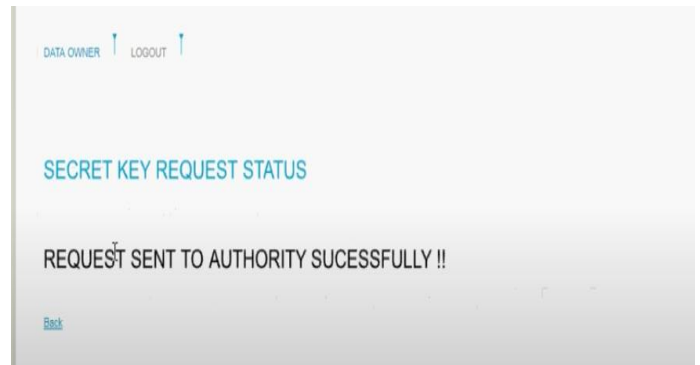 DATA OWNER LOGOUT
SECRET KEY REQUEST STATUS
REQUEST SENT TO AUTHORITY SUCESSFULLY !!
Back